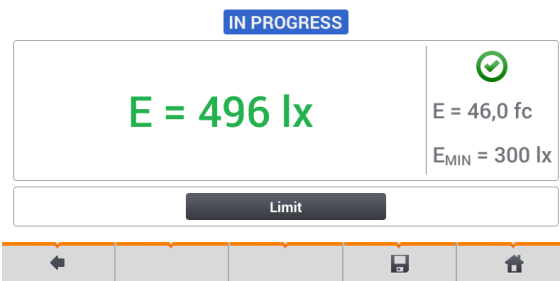 IN PROGRESS
E = 496 lx
E = 46,0 fc
EMIN = 300 lx
Limit